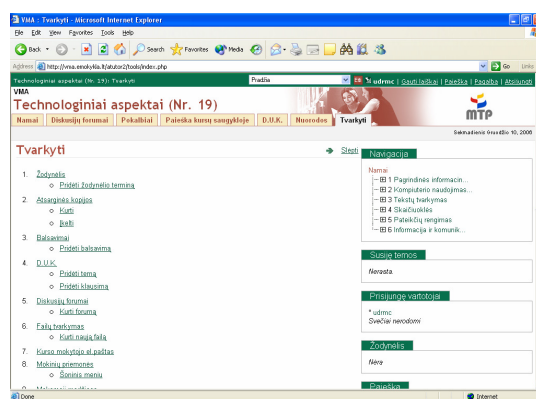 VMA : Tvarkyti - Microsoft Internet Explorer
File Edit View Favorites Tools Help
Back Search Favorites Media
Address http://vma.emokykla.lt/atutor2/tools/index.php Go Links
Technologiniai aspektai (Nr. 19): Tvarkyti Pradžia udrmc | Gauti laiškai | Paieška | Pagalba | Atsijungti
VMA
Technologiniai aspektai (Nr. 19)
MTP
Namai Diskusijų forumai Pokalbiai Paieška kursų saugykloje D.U.K. Nuorodos Tvarkyti
Sekmadienis Gruodžio 10, 2006
Tvarkyti
Slėpti
1. Žodynėlis
Pridėti žodynėlio terminą
2. Atsarginės kopijos
Kurti
Įkelti
3. Balsavimai
Pridėti balsavimą
4. D.U.K.
Pridėti temą
Pridėti klausimą
5. Diskusijų forumai
Kurti forumą
6. Failų tvarkymas
Kurti naują failą
7. Kurso mokytojo el.paštas
8. Mokinių priemonės
Šoninis meniu
Navigacija
Namai
1 Pagrindinės informacin...
2 Kompiuterio naudojimas...
3 Tekstų tvarkymas
4 Skaičiuoklės
5 Pateikčių rengimas
6 Informacija ir komunik...
Susiję temos
Nerasta.
Prisijungę vartotojai
* udrmc
Svečiai nerodomi
Žodynėlis
Nėra
Paieška
Done Internet